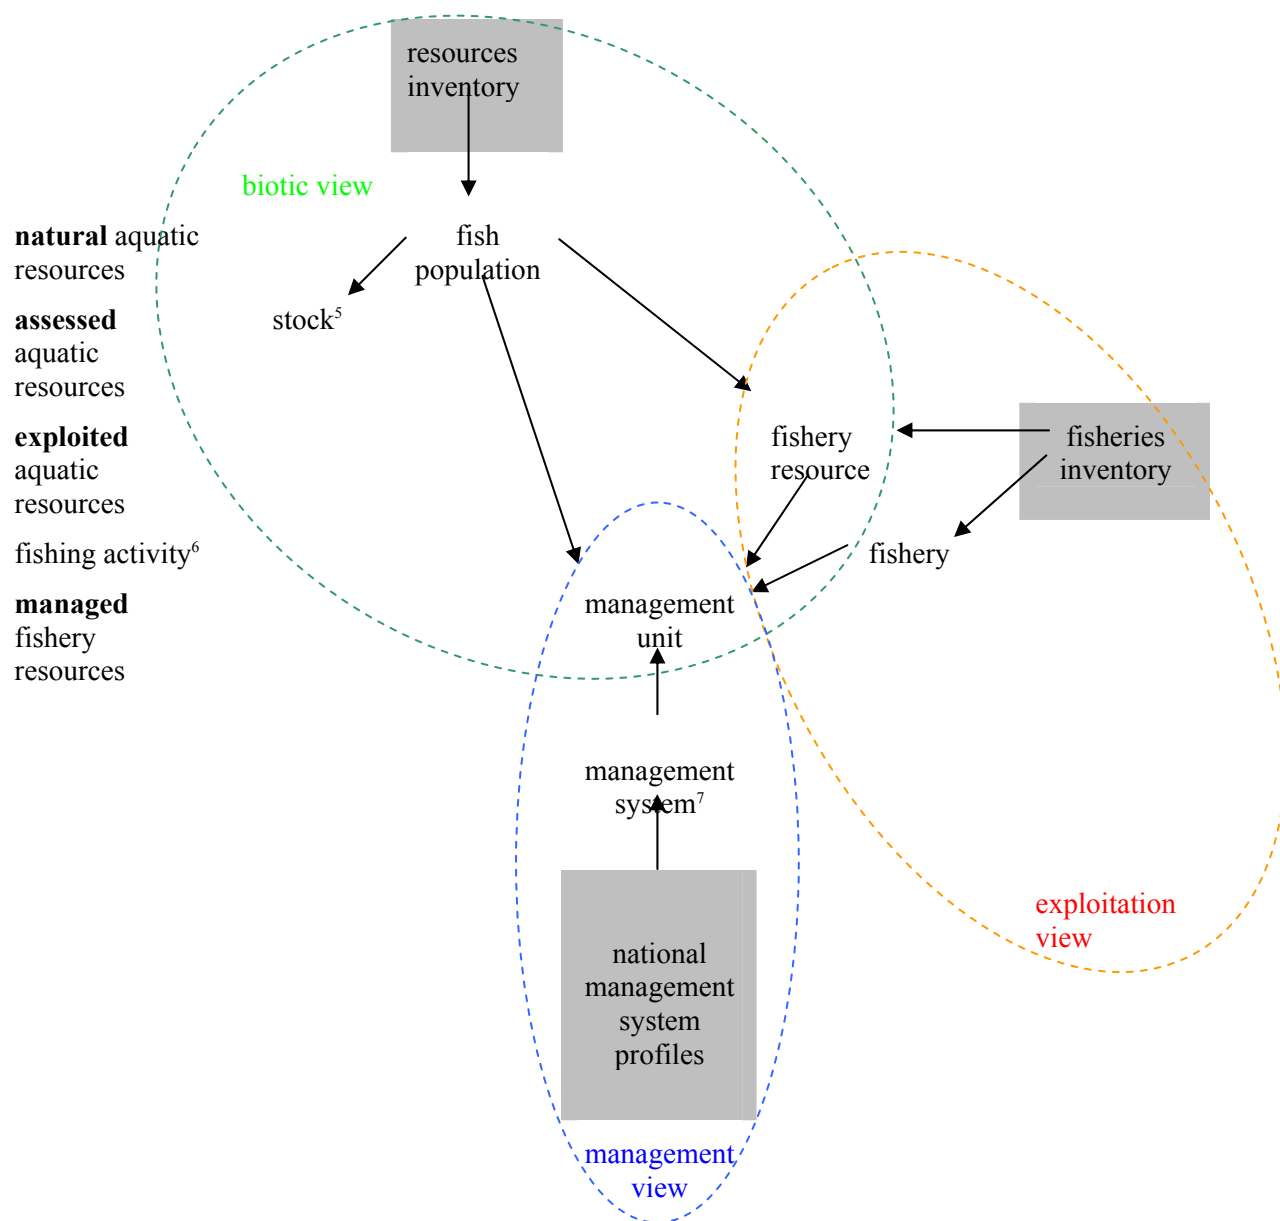 resources
inventory
biotic view
natural aquatic
resources
fish
population
assessed
aquatic
resources
stock⁵
exploited
aquatic
resources
fishery
resource
fisheries
inventory
fishing activity⁶
fishery
managed
fishery
resources
management
unit
management
system⁷
exploitation
view
national
management
system
profiles
management
view